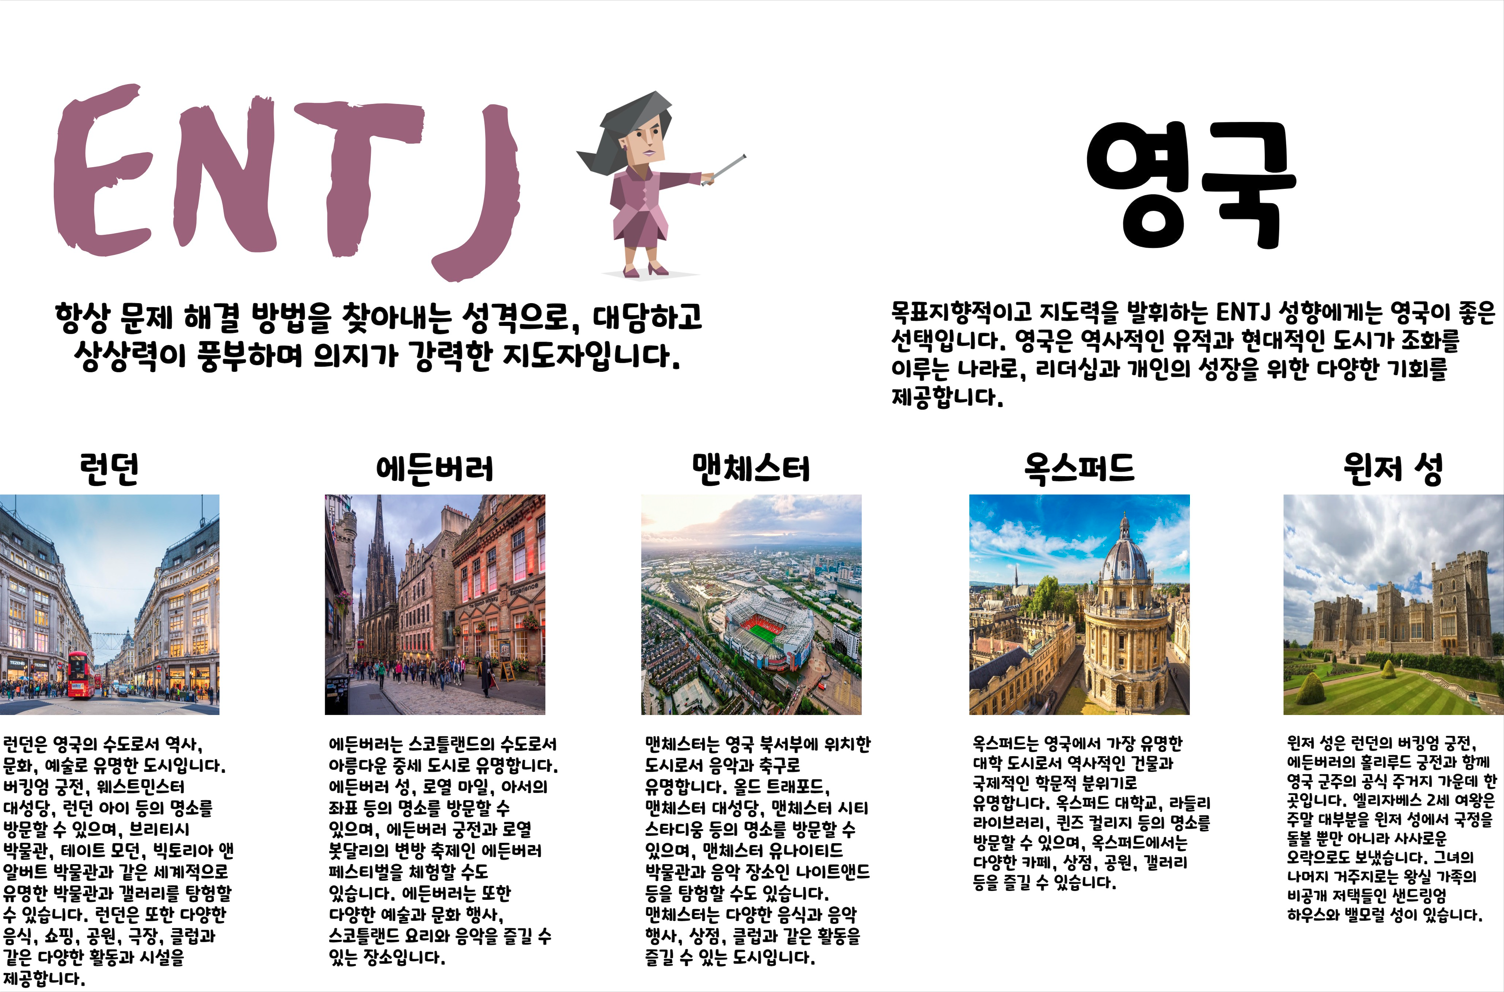 ENTJ
영국
항상 문제 해결 방법을 찾아내는 성격으로, 대담하고
상상력이 풍부하며 의지가 강력한 지도자입니다.
목표지향적이고 지도력을 발휘하는 ENTJ 성향에게는 영국이 좋은
선택입니다. 영국은 역사적인 유적과 현대적인 도시가 조화를
이루는 나라로, 리더십과 개인의 성장을 위한 다양한 기회를
제공합니다.
런던
런던은 영국의 수도로서 역사,
문화, 예술로 유명한 도시입니다.
버킹엄 궁전, 웨스트민스터
대성당, 런던 아이 등의 명소를
방문할 수 있으며, 브리티시
박물관, 테이트 모던, 빅토리아 앤
알버트 박물관과 같은 세계적으로
유명한 박물관과 갤러리를 탐험할
수 있습니다. 런던은 또한 다양한
음식, 쇼핑, 공원, 극장, 클럽과
같은 다양한 활동과 시설을
제공합니다.
에든버러
에든버러는 스코틀랜드의 수도로서
아름다운 중세 도시로 유명합니다.
에든버러 성, 로열 마일, 아서의
좌표 등의 명소를 방문할 수
있으며, 에든버러 궁전과 로열
봇달리의 변방 축제인 에든버러
페스티벌을 체험할 수도
있습니다. 에든버러는 또한
다양한 예술과 문화 행사,
스코틀랜드 요리와 음악을 즐길 수
있는 장소입니다.
맨체스터
맨체스터는 영국 북서부에 위치한
도시로서 음악과 축구로
유명합니다. 올드 트래포드,
맨체스터 대성당, 맨체스터 시티
스타디움 등의 명소를 방문할 수
있으며, 맨체스터 유나이티드
박물관과 음악 장소인 나이트앤드
등을 탐험할 수도 있습니다.
맨체스터는 다양한 음식과 음악
행사, 상점, 클럽과 같은 활동을
즐길 수 있는 도시입니다.
옥스퍼드
옥스퍼드는 영국에서 가장 유명한
대학 도시로서 역사적인 건물과
국제적인 학문적 분위기로
유명합니다. 옥스퍼드 대학교, 라들리
라이브러리, 퀸즈 컬리지 등의 명소를
방문할 수 있으며, 옥스퍼드에서는
다양한 카페, 상점, 공원, 갤러리
등을 즐길 수 있습니다.
윈저 성
윈저 성은 런던의 버킹엄 궁전,
에든버러의 홀리루드 궁전과 함께
영국 군주의 공식 주거지 가운데 한
곳입니다. 엘리자베스 2세 여왕은
주말 대부분을 윈저 성에서 국정을
돌볼 뿐만 아니라 사사로운
오락으로도 보냈습니다. 그녀의
나머지 거주지로는 왕실 가족의
비공개 저택들인 샌드링엄
하우스와 밸모럴 성이 있습니다.